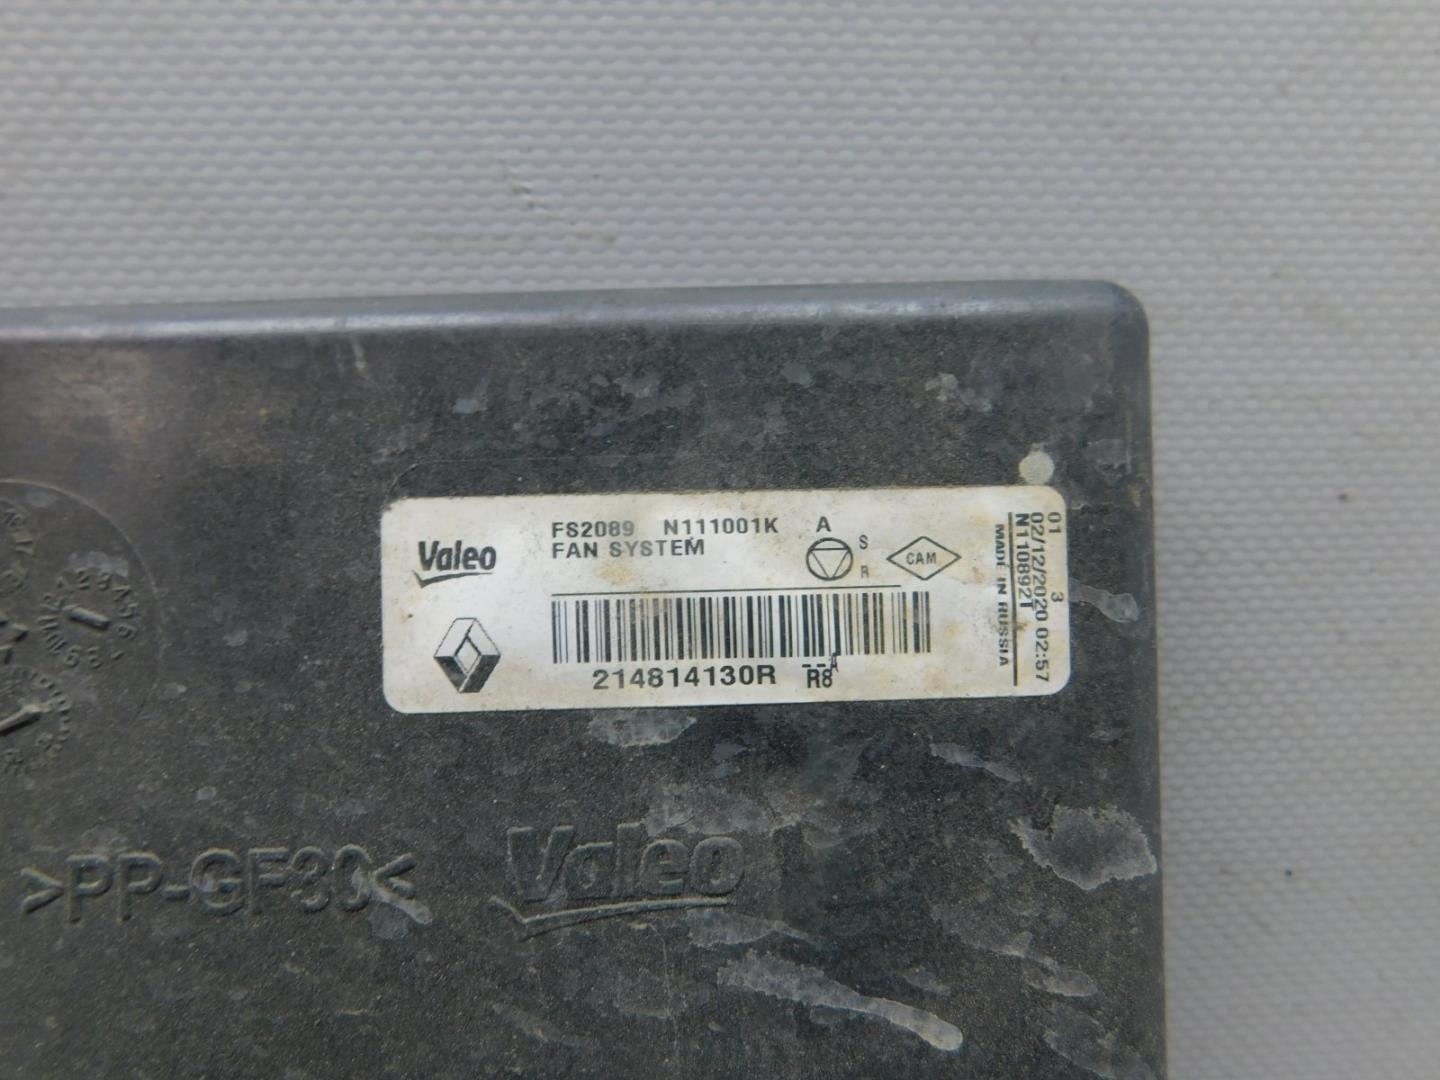 Valeo
FS2089 N111001K A
FAN SYSTEM
S
R
CAM
214814130R --A
R8
01 3
02/12/2020 02:57
N110892T
MADE IN RUSSIA
>PP-GF30<
Valeo